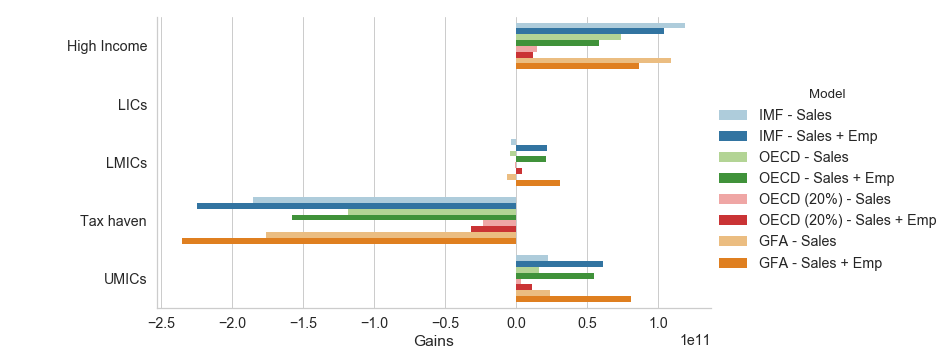 High Income
LICs
LMICs
Tax haven
UMICs
−2.5 −2.0 −1.5 −1.0 −0.5 0.0 0.5 1.0
1e11
Gains
Model
IMF - Sales
IMF - Sales + Emp
OECD - Sales
OECD - Sales + Emp
OECD (20%) - Sales
OECD (20%) - Sales + Emp
GFA - Sales
GFA - Sales + Emp